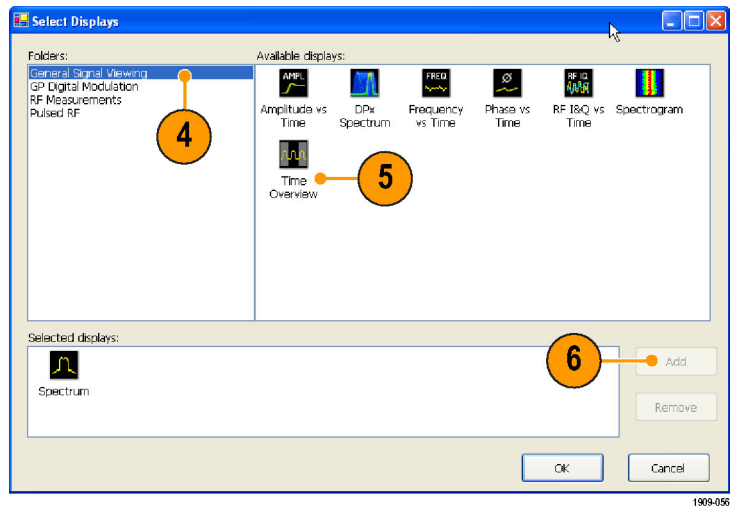 Select Displays
Folders:
Available displays:
General Signal Viewing
GP Digital Modulation
RF Measurements
Pulsed RF
4
AMPL
FREQ
Ø
RF IQ
Amplitude vs Time
DPx Spectrum
Frequency vs Time
Phase vs Time
RF I&Q vs Time
Spectrogram
Time Overview
5
Selected displays:
Spectrum
6
Add
Remove
OK
Cancel
1909-056